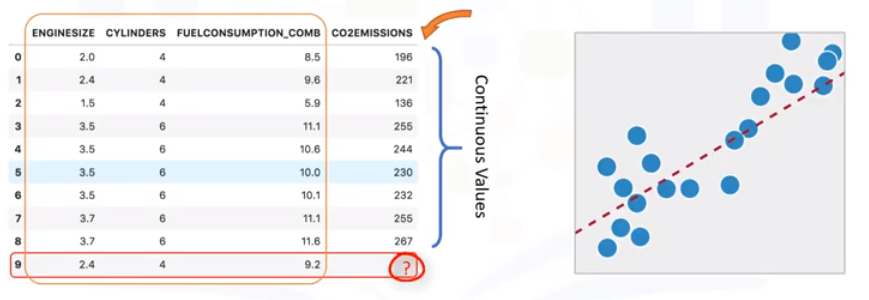 ENGINESIZE CYLINDERS FUELCONSUMPTION_COMB CO2EMISSIONS
0 2.0 4 8.5 196
1 2.4 4 9.6 221
2 1.5 4 5.9 136
3 3.5 6 11.1 255
4 3.5 6 10.6 244
5 3.5 6 10.0 230
6 3.5 6 10.1 232
7 3.7 6 11.1 255
8 3.7 6 11.6 267
9 2.4 4 9.2 ?
Continuous Values